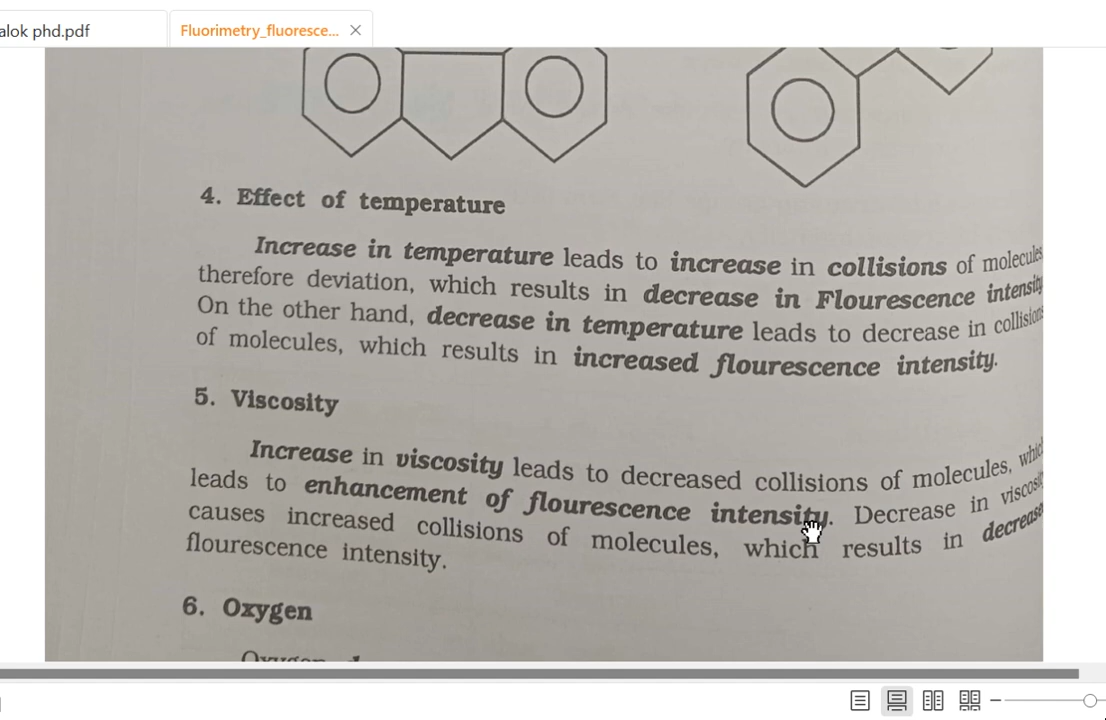 alok phd.pdf
Fluorimetry_fluoresce...
4. Effect of temperature
Increase in temperature leads to increase in collisions of molecules
therefore deviation, which results in decrease in Flourescence intensity
On the other hand, decrease in temperature leads to decrease in collisions
of molecules, which results in increased flourescence intensity.
5. Viscosity
Increase in viscosity leads to decreased collisions of molecules, which
leads to enhancement of flourescence intensity. Decrease in viscosity
causes increased collisions of molecules, which results in decrease
flourescence intensity.
6. Oxygen